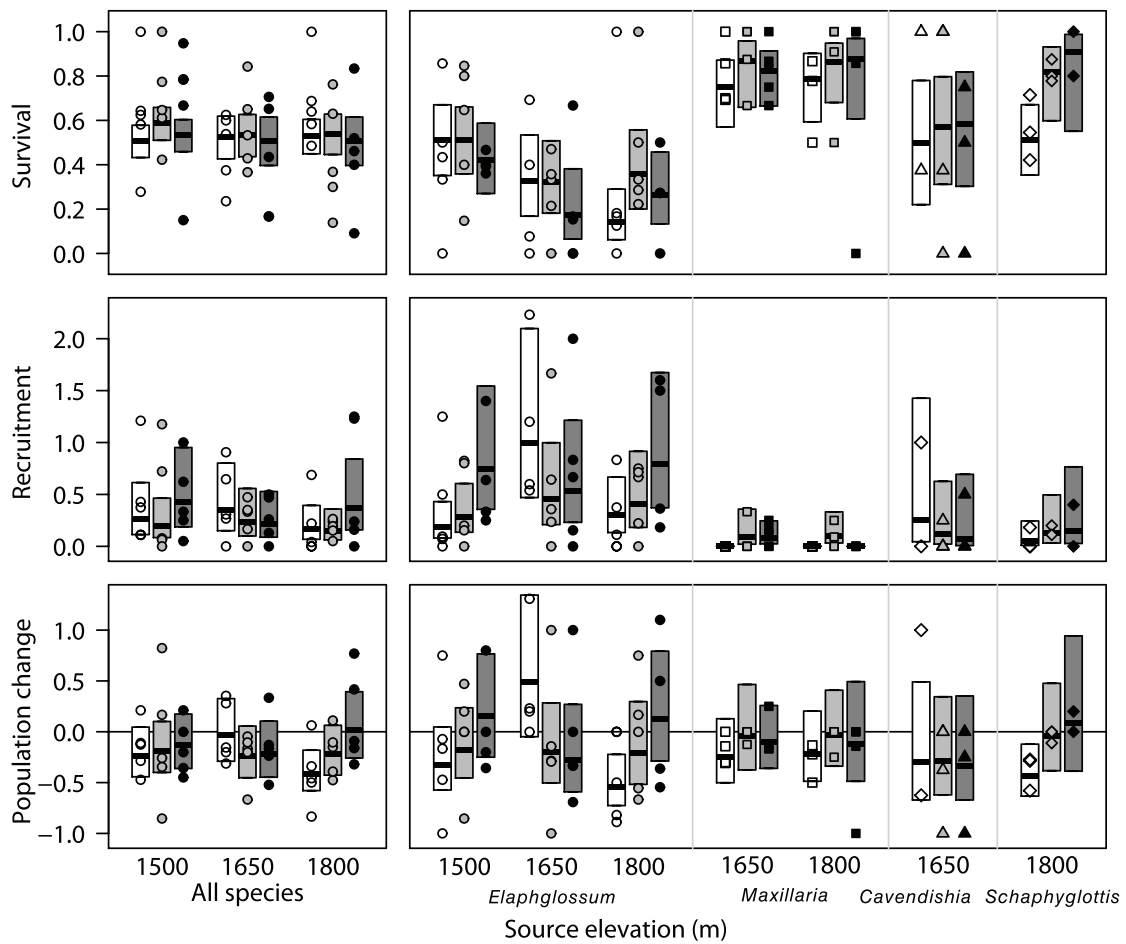 Survival
1.0
0.8
0.6
0.4
0.2
0.0
Recruitment
2.0
1.5
1.0
0.5
0.0
Population change
1.0
0.5
0.0
−0.5
−1.0
1500 1650 1800 1500 1650 1800 1650 1800 1650 1800
All species Elaphglossum Maxillaria Cavendishia Schaphyglottis
Source elevation (m)